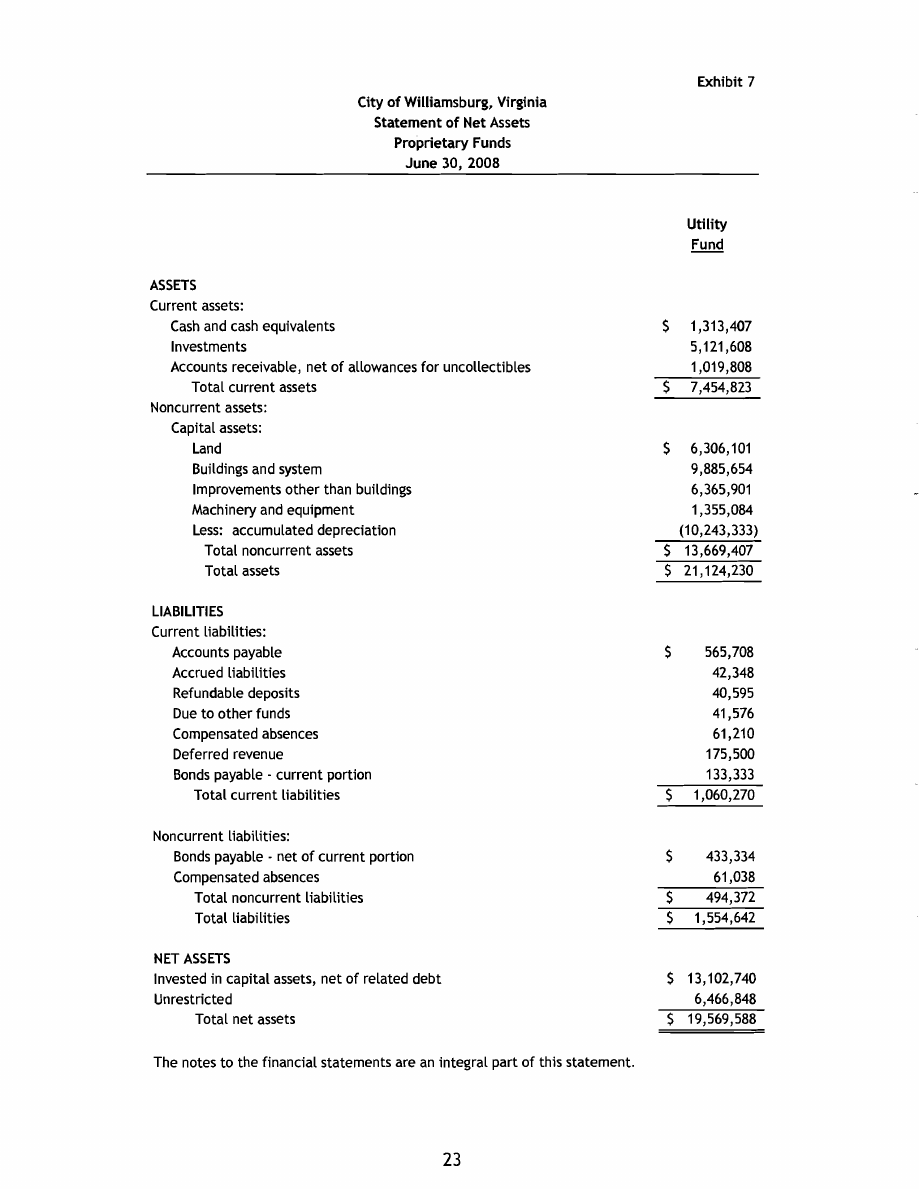 Exhibit 7
City of Williamsburg, Virginia
Statement of Net Assets
Proprietary Funds
June 30, 2008
Utility
Fund
ASSETS
Current assets:
Cash and cash equivalents $ 1,313,407
Investments 5,121,608
Accounts receivable, net of allowances for uncollectibles 1,019,808
Total current assets $ 7,454,823
Noncurrent assets:
Capital assets:
Land $ 6,306,101
Buildings and system 9,885,654
Improvements other than buildings 6,365,901
Machinery and equipment 1,355,084
Less: accumulated depreciation (10,243,333)
Total noncurrent assets $ 13,669,407
Total assets $ 21,124,230
LIABILITIES
Current liabilities:
Accounts payable $ 565,708
Accrued liabilities 42,348
Refundable deposits 40,595
Due to other funds 41,576
Compensated absences 61,210
Deferred revenue 175,500
Bonds payable - current portion 133,333
Total current liabilities $ 1,060,270
Noncurrent liabilities:
Bonds payable - net of current portion $ 433,334
Compensated absences 61,038
Total noncurrent liabilities $ 494,372
Total liabilities $ 1,554,642
NET ASSETS
Invested in capital assets, net of related debt $ 13,102,740
Unrestricted 6,466,848
Total net assets $ 19,569,588
The notes to the financial statements are an integral part of this statement.
23